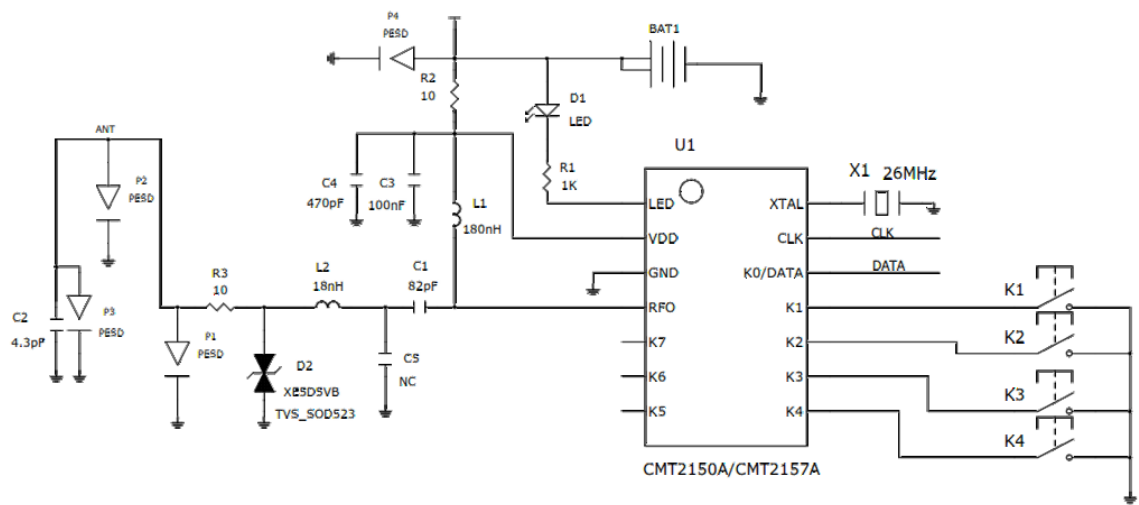 P4
PESD
BAT1
R2
10
D1
LED
ANT
U1
R1
1K
X1 26MHz
P2
PESD
C4
470pF
C3
100nF
L1
180nH
LED
XTAL
VDD
CLK
CLK
GND
K0/DATA
DATA
R3
10
L2
18nH
C1
82pF
RFO
K1
K1
C2
4.3pF
P3
PESD
P1
PESD
K7
K2
K2
D2
XESD5VB
TVS_SOD523
C5
NC
K6
K3
K3
K5
K4
K4
CMT2150A/CMT2157A